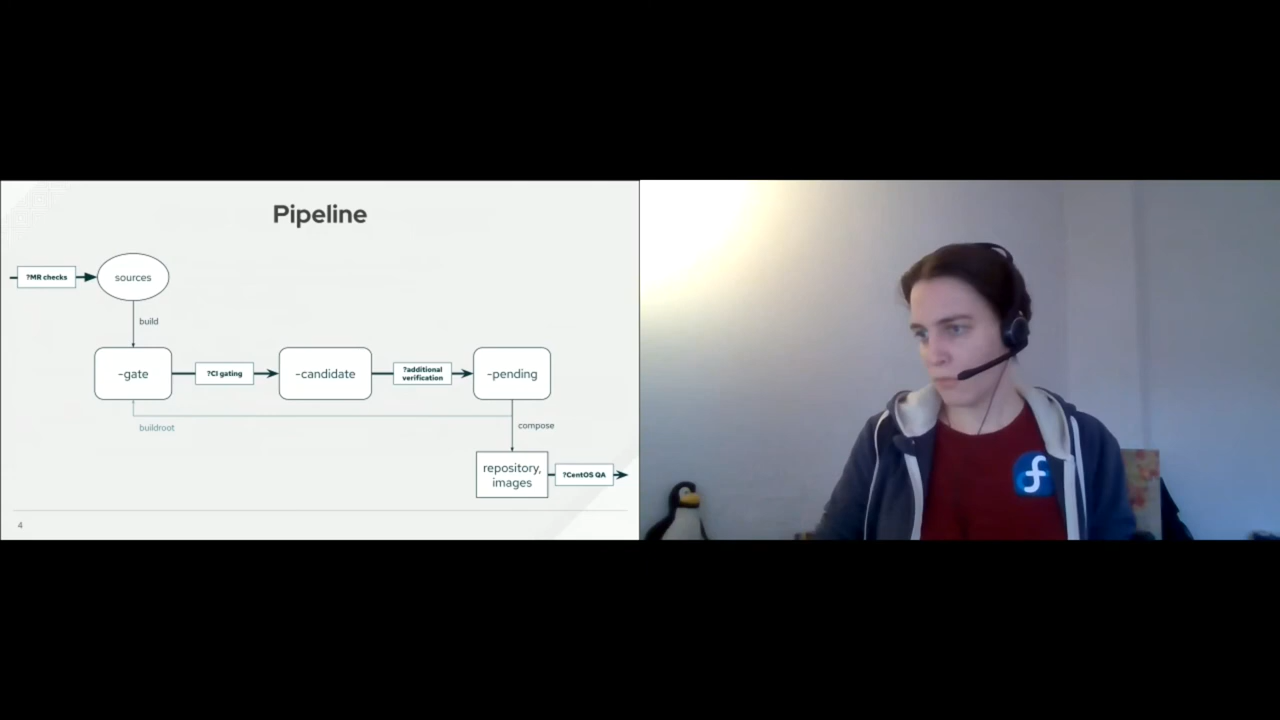 Pipeline
?MR checks
sources
build
-gate
?CI gating
-candidate
?additional
verification
-pending
buildroot
compose
repository,
images
?CentOS QA
4